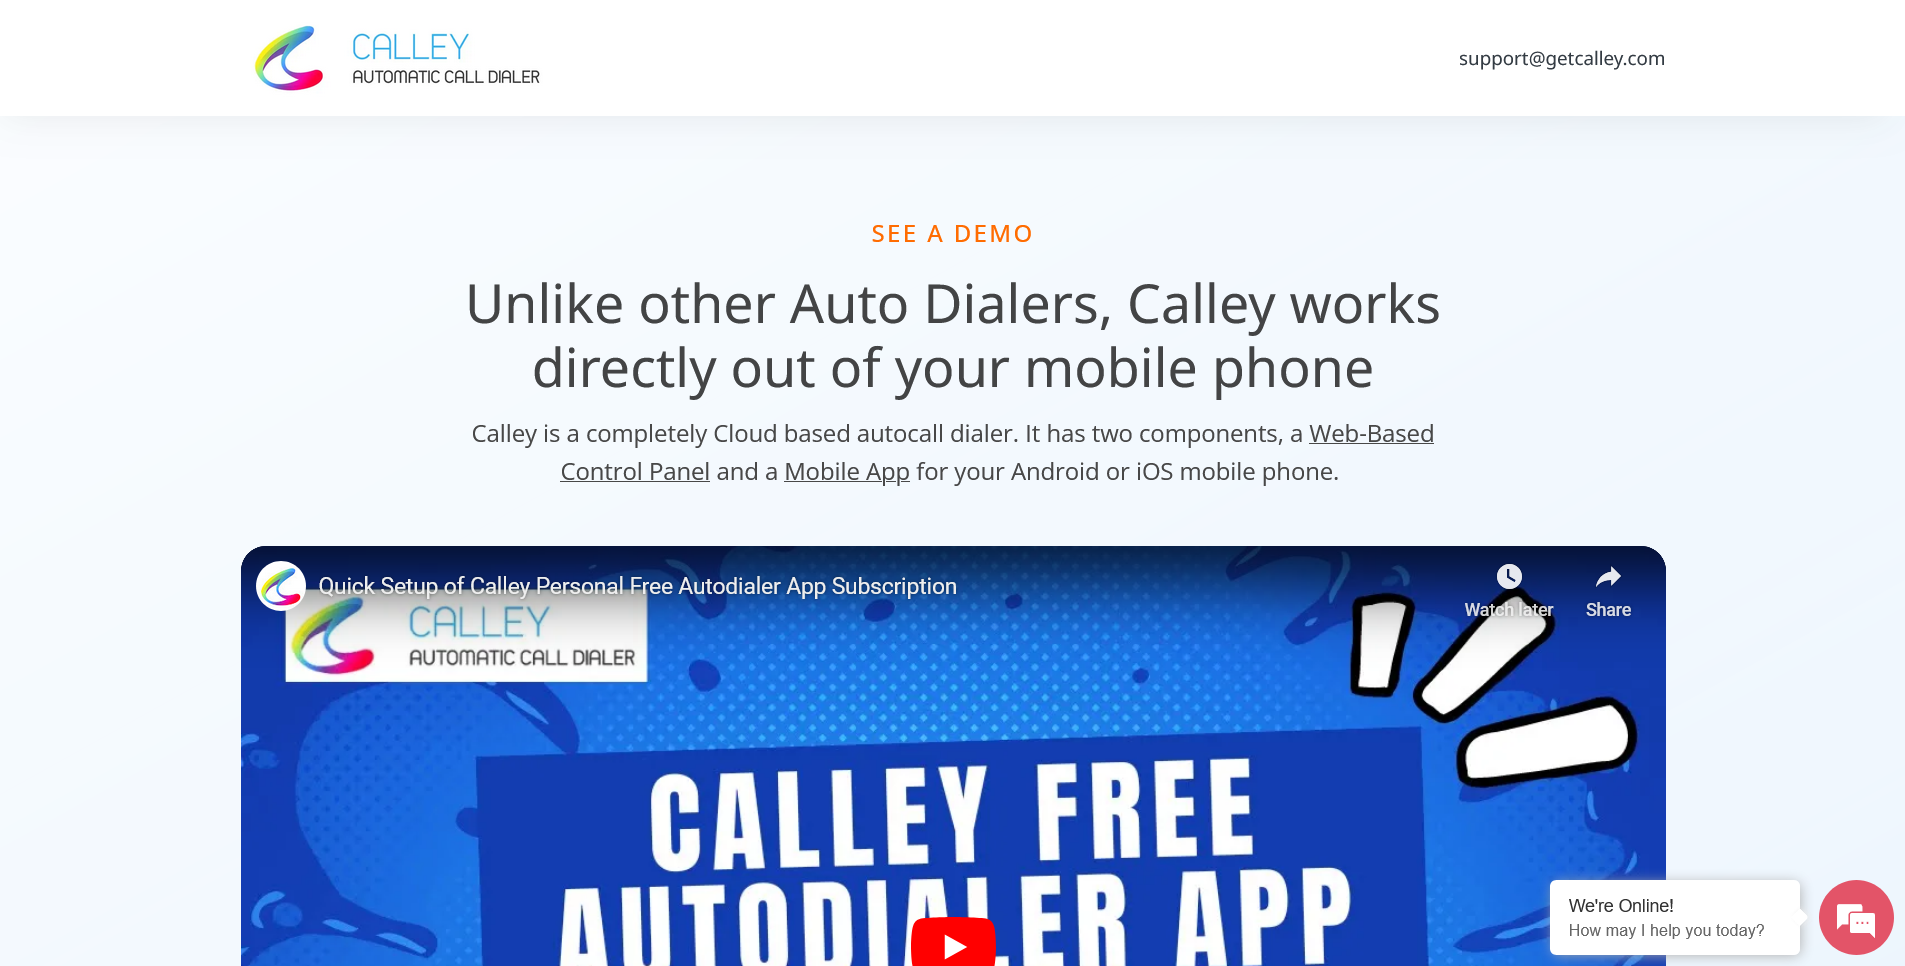 CALLEY
AUTOMATIC CALL DIALER
support@getcalley.com
SEE A DEMO
Unlike other Auto Dialers, Calley works
directly out of your mobile phone
Calley is a completely Cloud based autocall dialer. It has two components, a Web-Based
Control Panel and a Mobile App for your Android or iOS mobile phone.
Quick Setup of Calley Personal Free Autodialer App Subscription
Watch later
Share
CALLEY
AUTOMATIC CALL DIALER
CALLEY FREE
AUTODIALER APP
We're Online!
How may I help you today?